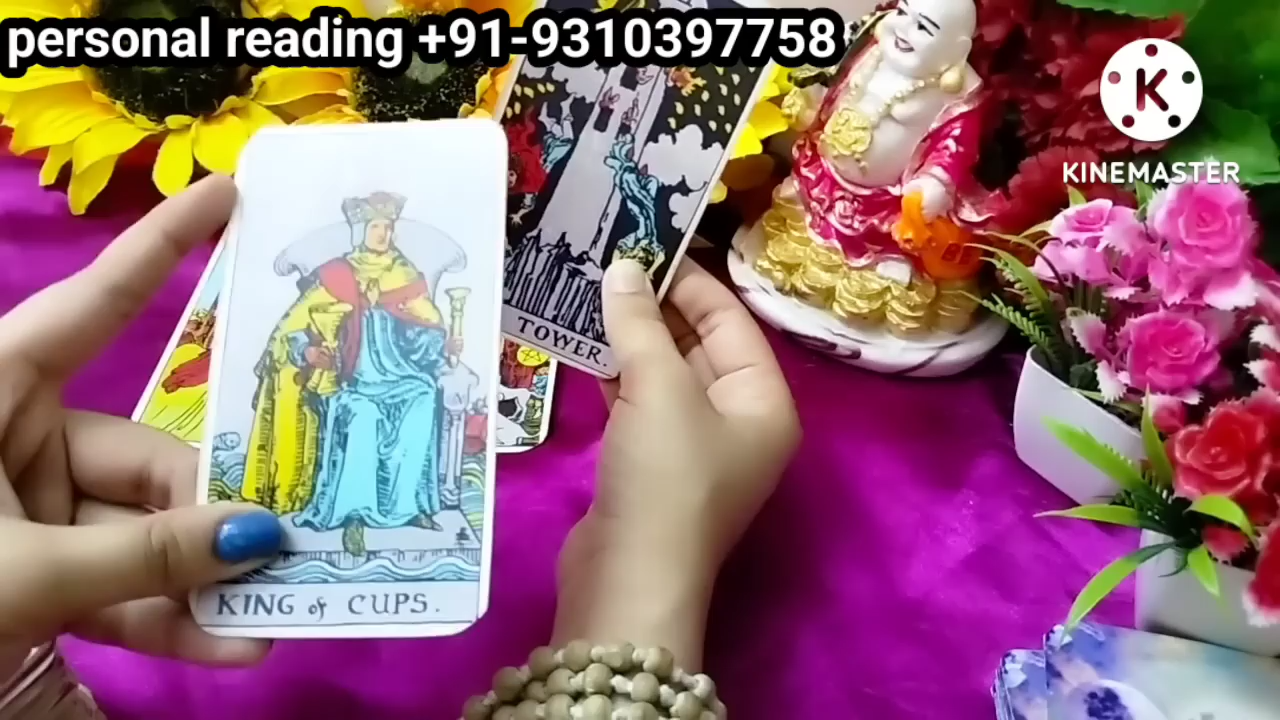 personal reading +91-9310397758
K
KINEMASTER
TOWER.
KING of CUPS.